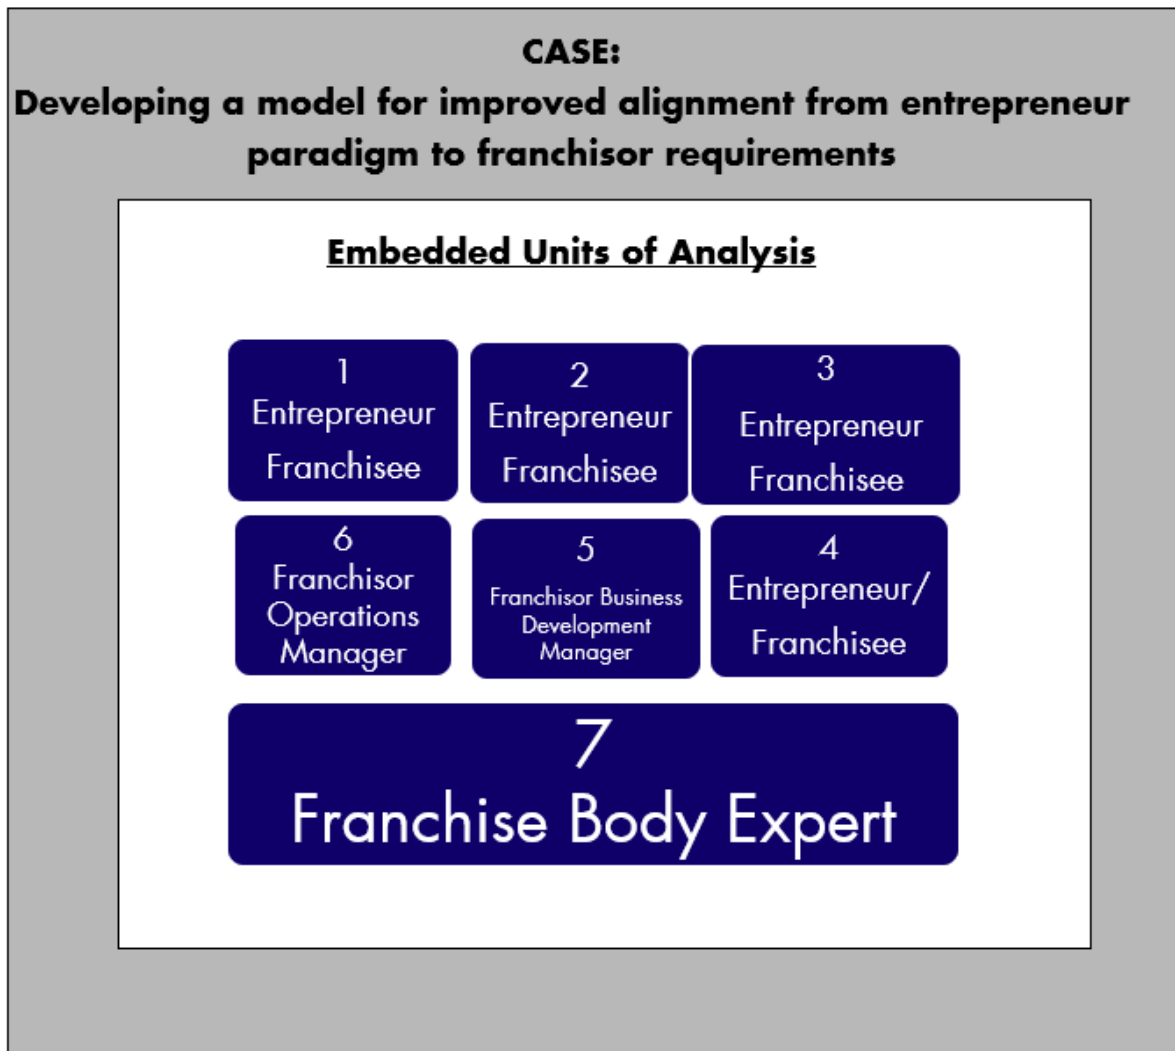 CASE:
Developing a model for improved alignment from entrepreneur
paradigm to franchisor requirements
Embedded Units of Analysis
1
Entrepreneur
Franchisee
2
Entrepreneur
Franchisee
3
Entrepreneur
Franchisee
6
Franchisor
Operations
Manager
5
Franchisor Business
Development
Manager
4
Entrepreneur/
Franchisee
7
Franchise Body Expert